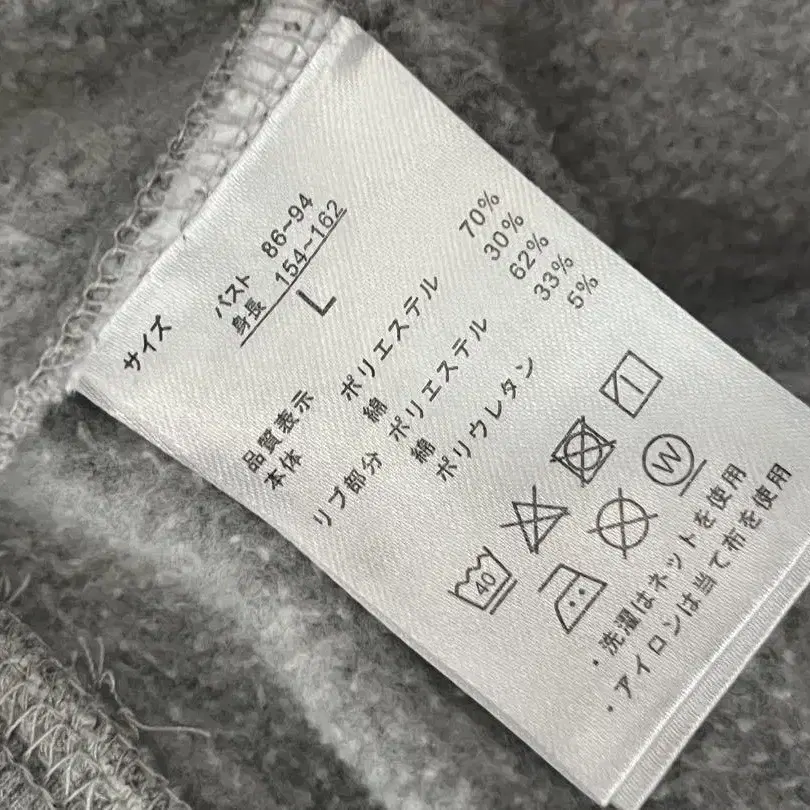 サイズ
バスト 86~94
身長 154~162
L
品質表示
本体 ポリエステル 70%
綿 30%
リブ部分 ポリエステル 62%
綿 33%
ポリウレタン 5%
40
W
・洗濯はネットを使用
・アイロンは当て布を使用